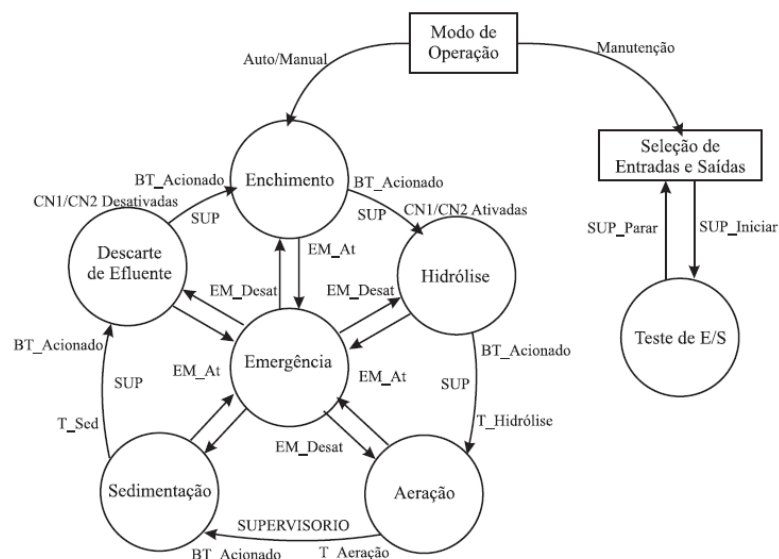 Modo de
Operação
Auto/Manual
Manutenção
Seleção de
Entradas e Saídas
SUP_Parar
SUP_Iniciar
Teste de E/S
Enchimento
BT_Acionado
BT_Acionado
CN1/CN2 Desativadas
SUP
SUP
CN1/CN2 Ativadas
Descarte
de Efluente
EM_At
Hidrólise
EM_Desat
EM_Desat
BT_Acionado
Emergência
BT_Acionado
EM_At
EM_At
SUP
SUP
T_Sed
T_Hidrólise
EM_Desat
Sedimentação
Aeração
SUPERVISORIO
BT_Acionado
T_Aeração